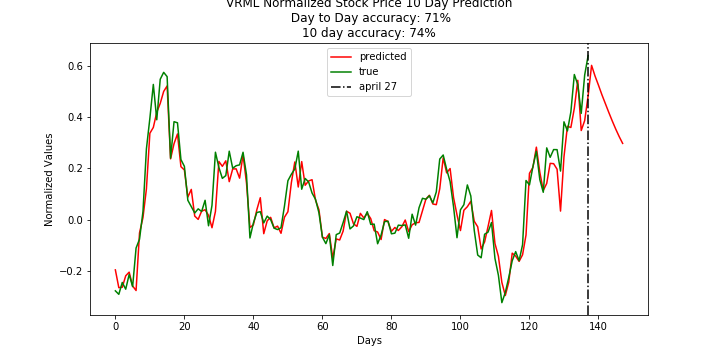 VRML Normalized Stock Price 10 Day Prediction
Day to Day accuracy: 71%
10 day accuracy: 74%
predicted
true
april 27
Normalized Values
0.6
0.4
0.2
0.0
−0.2
0
20
40
60
80
100
120
140
Days